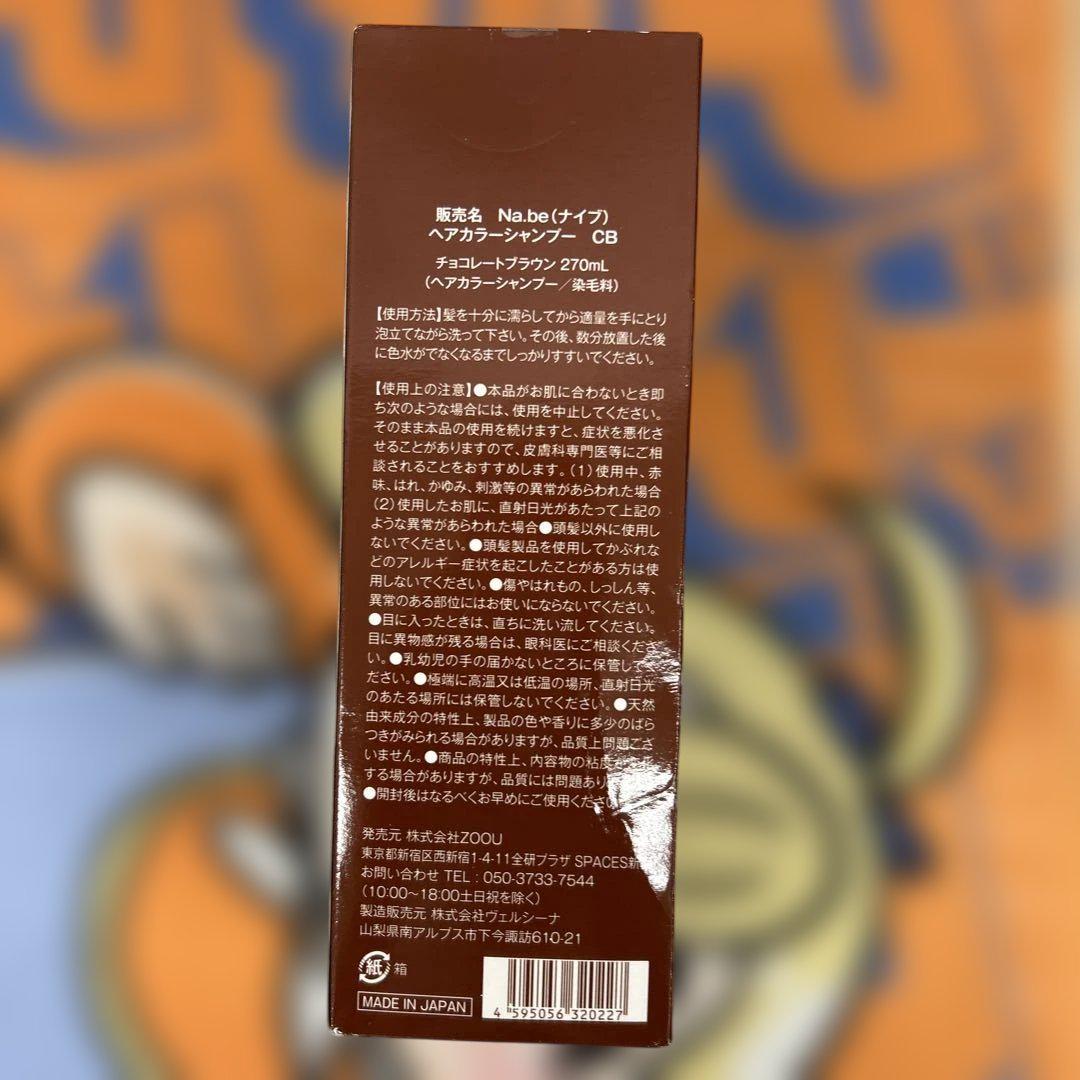 販売名 Na.be(ナイブ)
ヘアカラーシャンプー CB
チョコレートブラウン 270mL
(ヘアカラーシャンプー/染毛料)
【使用方法】髪を十分に濡らしてから適量を手にとり
泡立てながら洗って下さい。その後、数分放置した後
に色水がでなくなるまでしっかりすすいでください。
【使用上の注意】●本品がお肌に合わないとき即
ち次のような場合には、使用を中止してください。
そのまま本品の使用を続けますと、症状を悪化さ
せることがありますので、皮膚科専門医等にご相
談されることをおすすめします。(1)使用中、赤
味、はれ、かゆみ、刺激等の異常があらわれた場合
(2)使用したお肌に、直射日光があたって上記の
ような異常があらわれた場合●頭髪以外に使用し
ないでください。●頭髪製品を使用してかぶれな
どのアレルギー症状を起こしたことがある方は使
用しないでください。●傷やはれもの、しっしん等、
異常のある部位にはお使いにならないでください。
●目に入ったときは、直ちに洗い流してください。
目に異物感が残る場合は、眼科医にご相談くださ
い。●乳幼児の手の届かないところに保管して
ださい。●極端に高温又は低温の場所、直射日光
のあたる場所には保管しないでください。●天然
由来成分の特性上、製品の色や香りに多少のばら
つきがみられる場合がありますが、品質上問題ござ
いません。●商品の特性上、内容物の粘度が
する場合がありますが、品質には問題あり
●開封後はなるべくお早めにご使用くださ
発売元 株式会社ZOOU
東京都新宿区西新宿1-4-11全研プラザ SPACES新
お問い合わせ TEL : 050-3733-7544
(10:00~18:00土日祝を除く)
製造販売元 株式会社ヴェルシーナ
山梨県南アルプス市下今諏訪610-21
紙 箱
MADE IN JAPAN
4 595056 320227